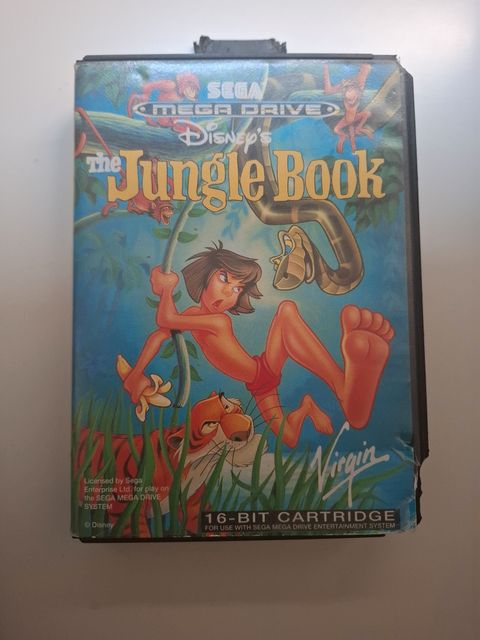 SEGA
MEGA DRIVE
Disney's
The Jungle Book
Virgin
Licensed by Sega
Enterprise Ltd. for play on
the SEGA MEGA DRIVE
SYSTEM
© Disney
16-BIT CARTRIDGE
FOR USE WITH SEGA MEGA DRIVE ENTERTAINMENT SYSTEM